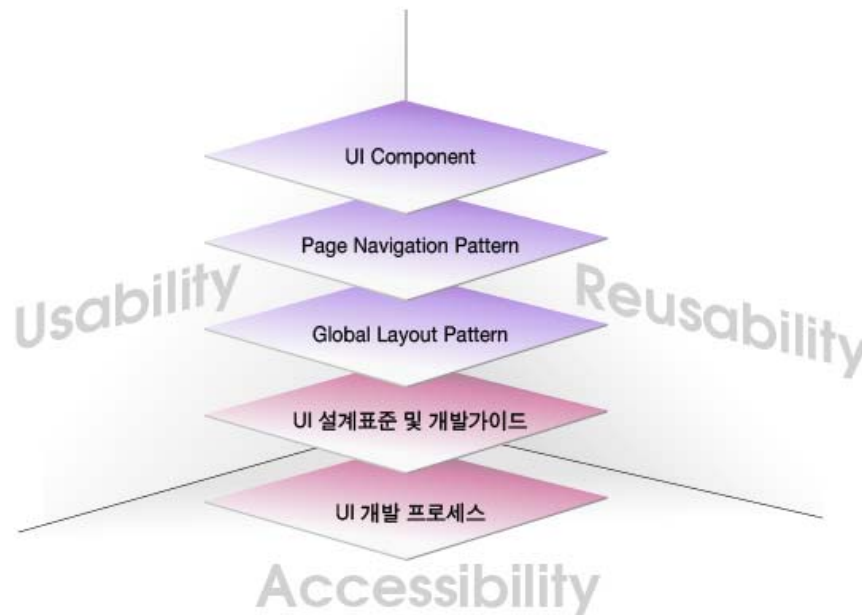 UI Component
Page Navigation Pattern
Usability
Reusability
Global Layout Pattern
UI 설계표준 및 개발가이드
UI 개발 프로세스
Accessibility